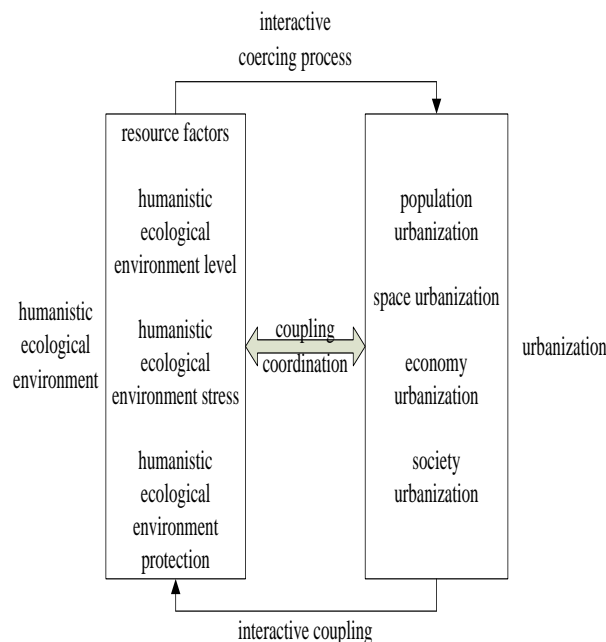 interactive
coercing process
resource factors
humanistic
ecological
environment level
humanistic
ecological
environment stress
humanistic
ecological
environment
protection
humanistic
ecological
environment
coupling
coordination
population
urbanization
space urbanization
economy
urbanization
society
urbanization
urbanization
interactive coupling